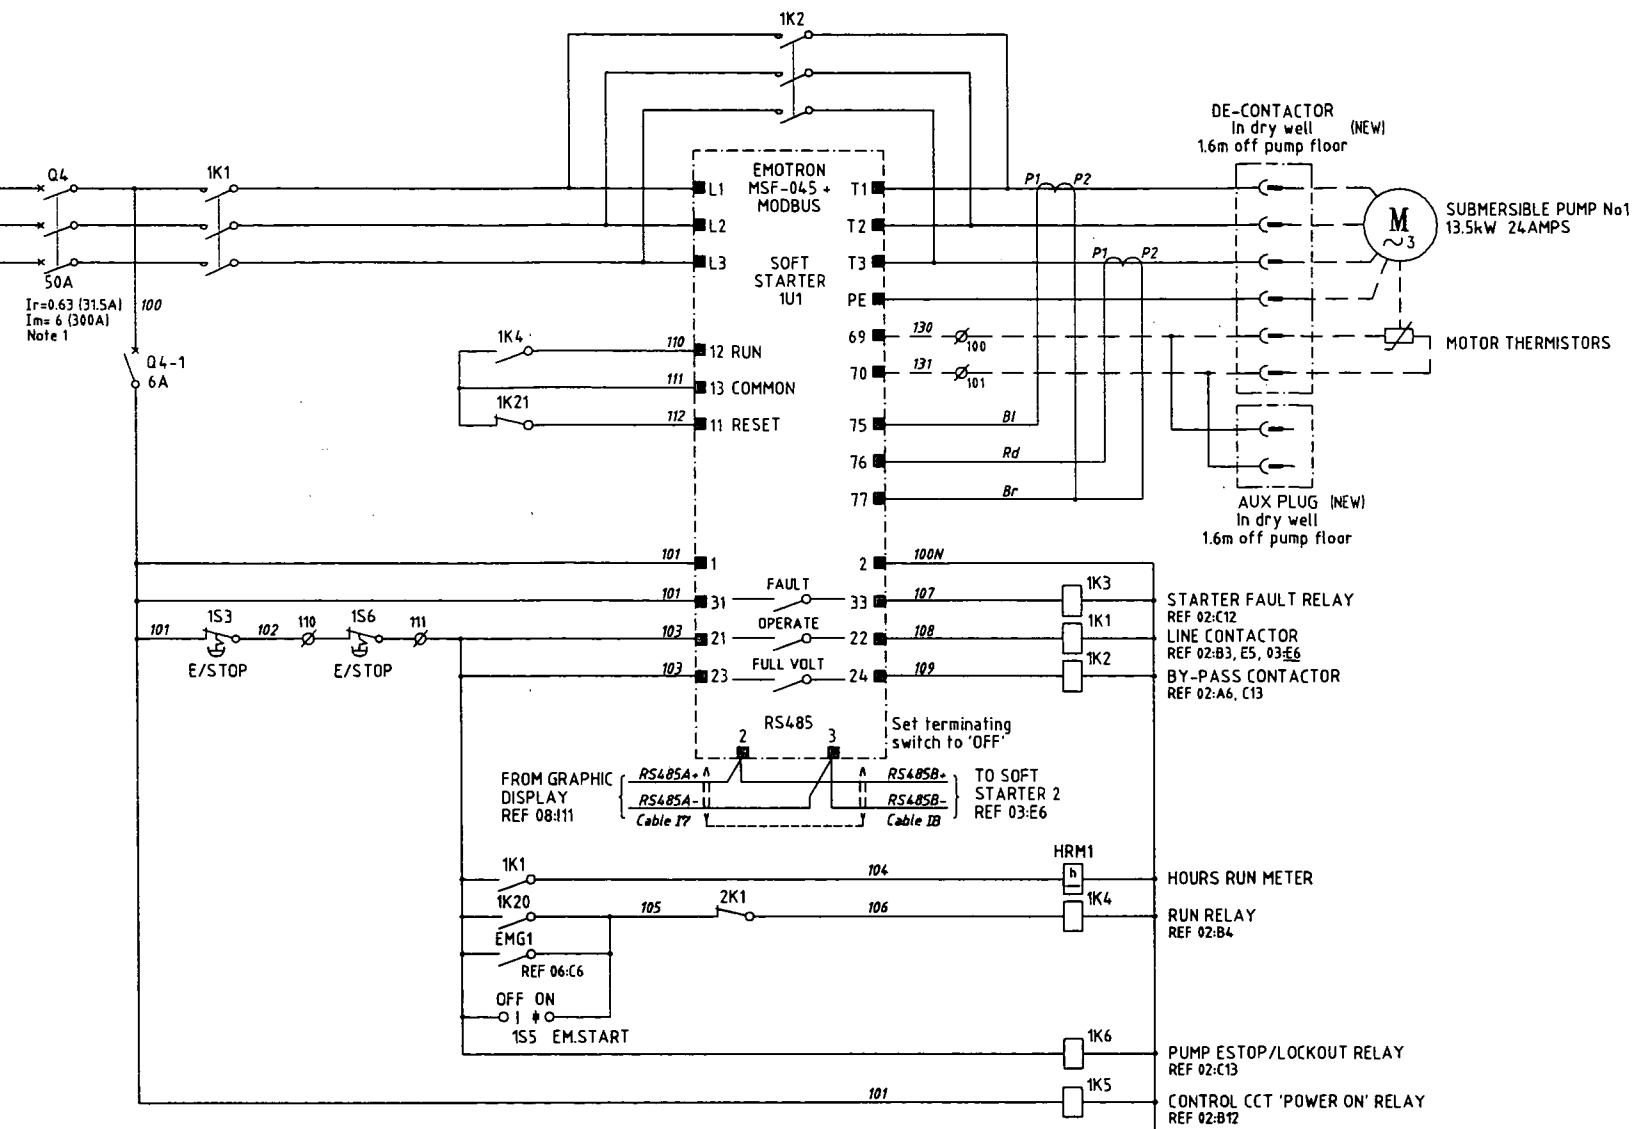 1K2
DE-CONTACTOR
In dry well (NEW)
1.6m off pump floor
Q4
1K1
EMOTRON
MSF-045 +
MODBUS
L1
T1
P1
P2
L2
T2
M
~3
SUBMERSIBLE PUMP No1
13.5kW 24AMPS
L3
T3
P1
P2
SOFT
STARTER
1U1
50A
Ir=0.63 (31.5A)
Im= 6 (300A)
Note 1
100
PE
1K4
110
12 RUN
69
130
100
MOTOR THERMISTORS
Q4-1
6A
111
13 COMMON
70
131
101
1K21
112
11 RESET
75
Bl
76
Rd
77
Br
AUX PLUG (NEW)
In dry well
1.6m off pump floor
101
1
2
100N
FAULT
101
31
33
107
1K3
STARTER FAULT RELAY
REF 02:C12
101
1S3
102
110
1S6
111
E/STOP
E/STOP
OPERATE
103
21
22
108
1K1
LINE CONTACTOR
REF 02:B3, E5, 03:E6
FULL VOLT
103
23
24
109
1K2
BY-PASS CONTACTOR
REF 02:A6, C13
RS485
2
3
Set terminating
switch to 'OFF'
FROM GRAPHIC
DISPLAY
REF 08:I11
RS485A+
RS485A-
Cable I7
RS485B+
RS485B-
Cable I8
TO SOFT
STARTER 2
REF 03:E6
1K1
104
HRM1
h
HOURS RUN METER
1K20
105
2K1
106
1K4
RUN RELAY
REF 02:B4
EMG1
REF 06:C6
OFF ON
1S5 EM.START
1K6
PUMP ESTOP/LOCKOUT RELAY
REF 02:C13
101
1K5
CONTROL CCT 'POWER ON' RELAY
REF 02:B12